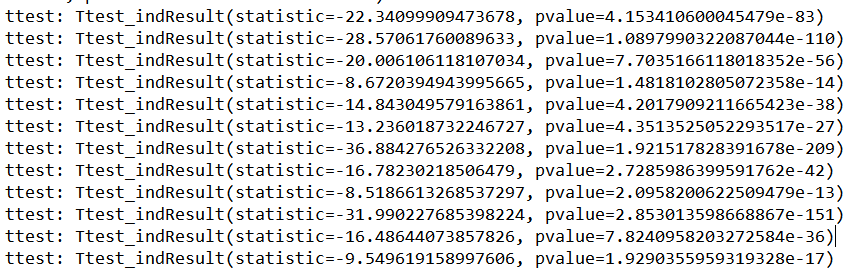 ttest: Ttest_indResult(statistic=-22.34099909473678, pvalue=4.153410600045479e-83)
ttest: Ttest_indResult(statistic=-28.57061760089633, pvalue=1.0897990322087044e-110)
ttest: Ttest_indResult(statistic=-20.006106118107034, pvalue=7.7035166118018352e-56)
ttest: Ttest_indResult(statistic=-8.6720394943995665, pvalue=1.4818102805072358e-14)
ttest: Ttest_indResult(statistic=-14.843049579163861, pvalue=4.2017909211665423e-38)
ttest: Ttest_indResult(statistic=-13.236018732246727, pvalue=4.3513525052293517e-27)
ttest: Ttest_indResult(statistic=-36.884276526332208, pvalue=1.921517828391678e-209)
ttest: Ttest_indResult(statistic=-16.78230218506479, pvalue=2.7285986399591762e-42)
ttest: Ttest_indResult(statistic=-8.5186613268537297, pvalue=2.0958200622509479e-13)
ttest: Ttest_indResult(statistic=-31.990227685398224, pvalue=2.853013598668867e-151)
ttest: Ttest_indResult(statistic=-16.48644073857826, pvalue=7.8240958203272584e-36)
ttest: Ttest_indResult(statistic=-9.549619158997606, pvalue=1.9290355959319328e-17)